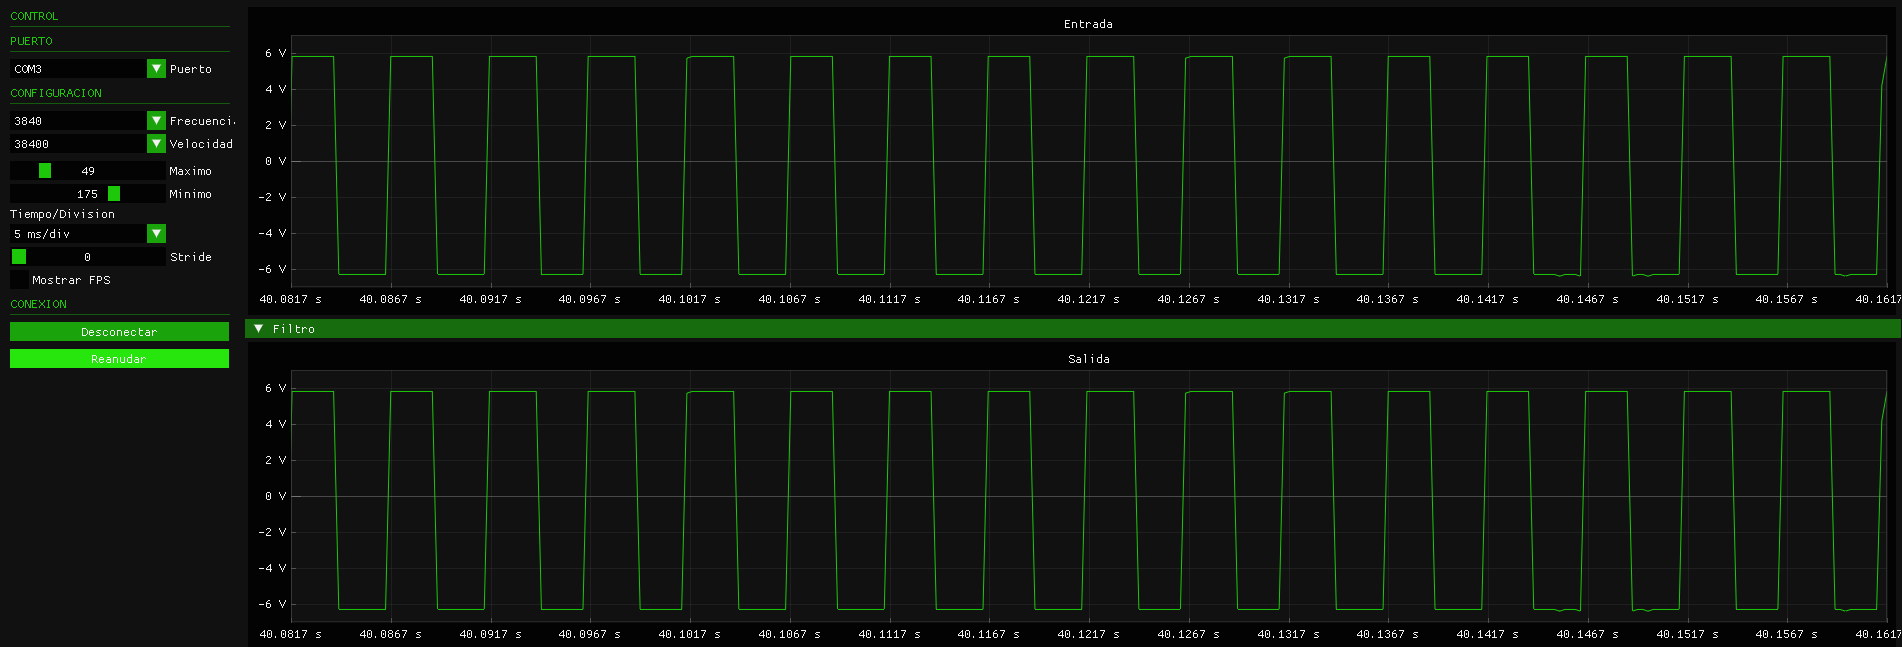 CONTROL
PUERTO
COM3 Puerto
CONFIGURACION
3840 Frecuenci
38400 Velocidad
49 Maximo
175 Minimo
Tiempo/Division
5 ms/div
0 Stride
Mostrar FPS
CONEXION
Desconectar
Reanudar
Entrada
6 V
4 V
2 V
0 V
-2 V
-4 V
-6 V
40.0817 s 40.0867 s 40.0917 s 40.0967 s 40.1017 s 40.1067 s 40.1117 s 40.1167 s 40.1217 s 40.1267 s 40.1317 s 40.1367 s 40.1417 s 40.1467 s 40.1517 s 40.1567 s 40.1617
Filtro
Salida
6 V
4 V
2 V
0 V
-2 V
-4 V
-6 V
40.0817 s 40.0867 s 40.0917 s 40.0967 s 40.1017 s 40.1067 s 40.1117 s 40.1167 s 40.1217 s 40.1267 s 40.1317 s 40.1367 s 40.1417 s 40.1467 s 40.1517 s 40.1567 s 40.1617